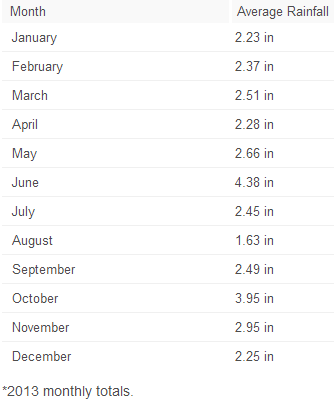 Month Average Rainfall
January 2.23 in
February 2.37 in
March 2.51 in
April 2.28 in
May 2.66 in
June 4.38 in
July 2.45 in
August 1.63 in
September 2.49 in
October 3.95 in
November 2.95 in
December 2.25 in
*2013 monthly totals.